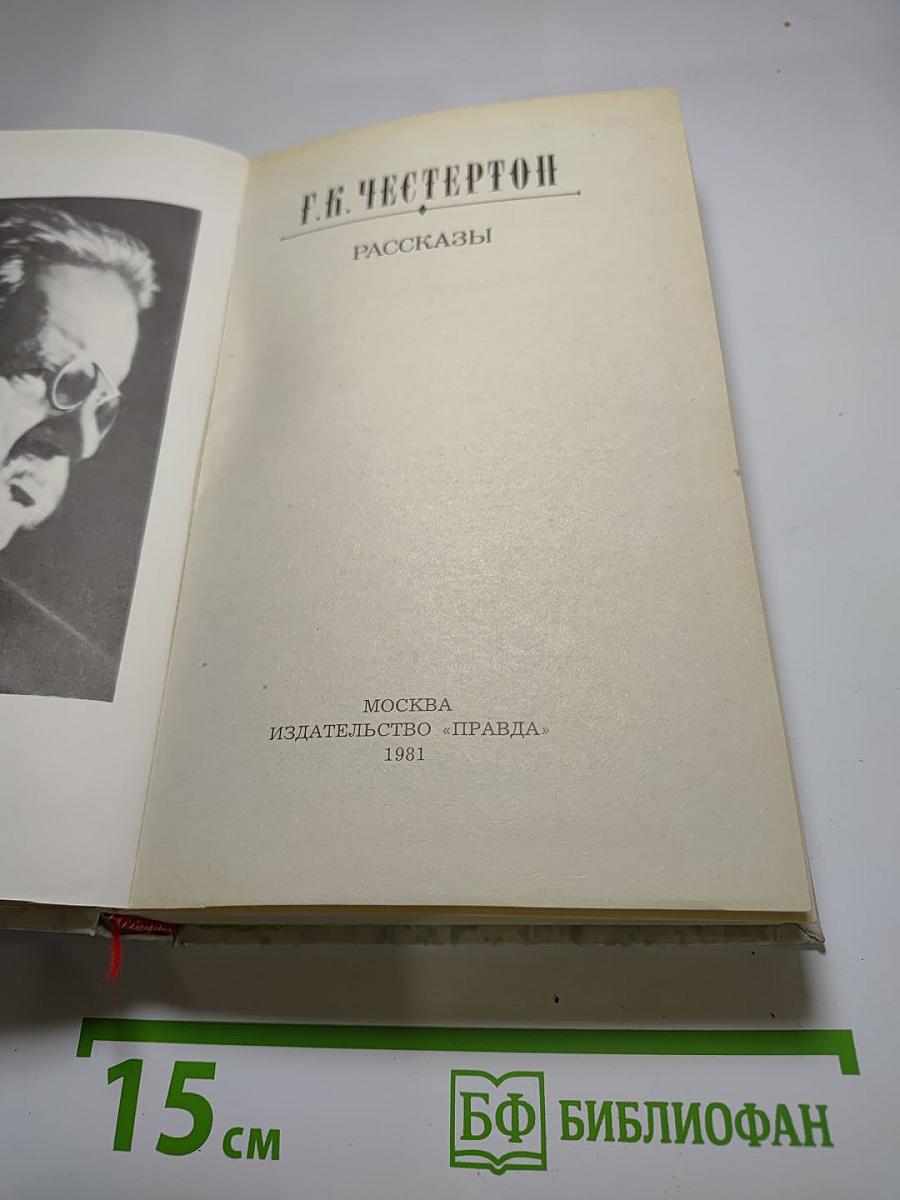 Г.К. ЧЕСТЕРТОН
РАССКАЗЫ
МОСКВА
ИЗДАТЕЛЬСТВО «ПРАВДА»
1981
15 см
БФ БИБЛИОФАН